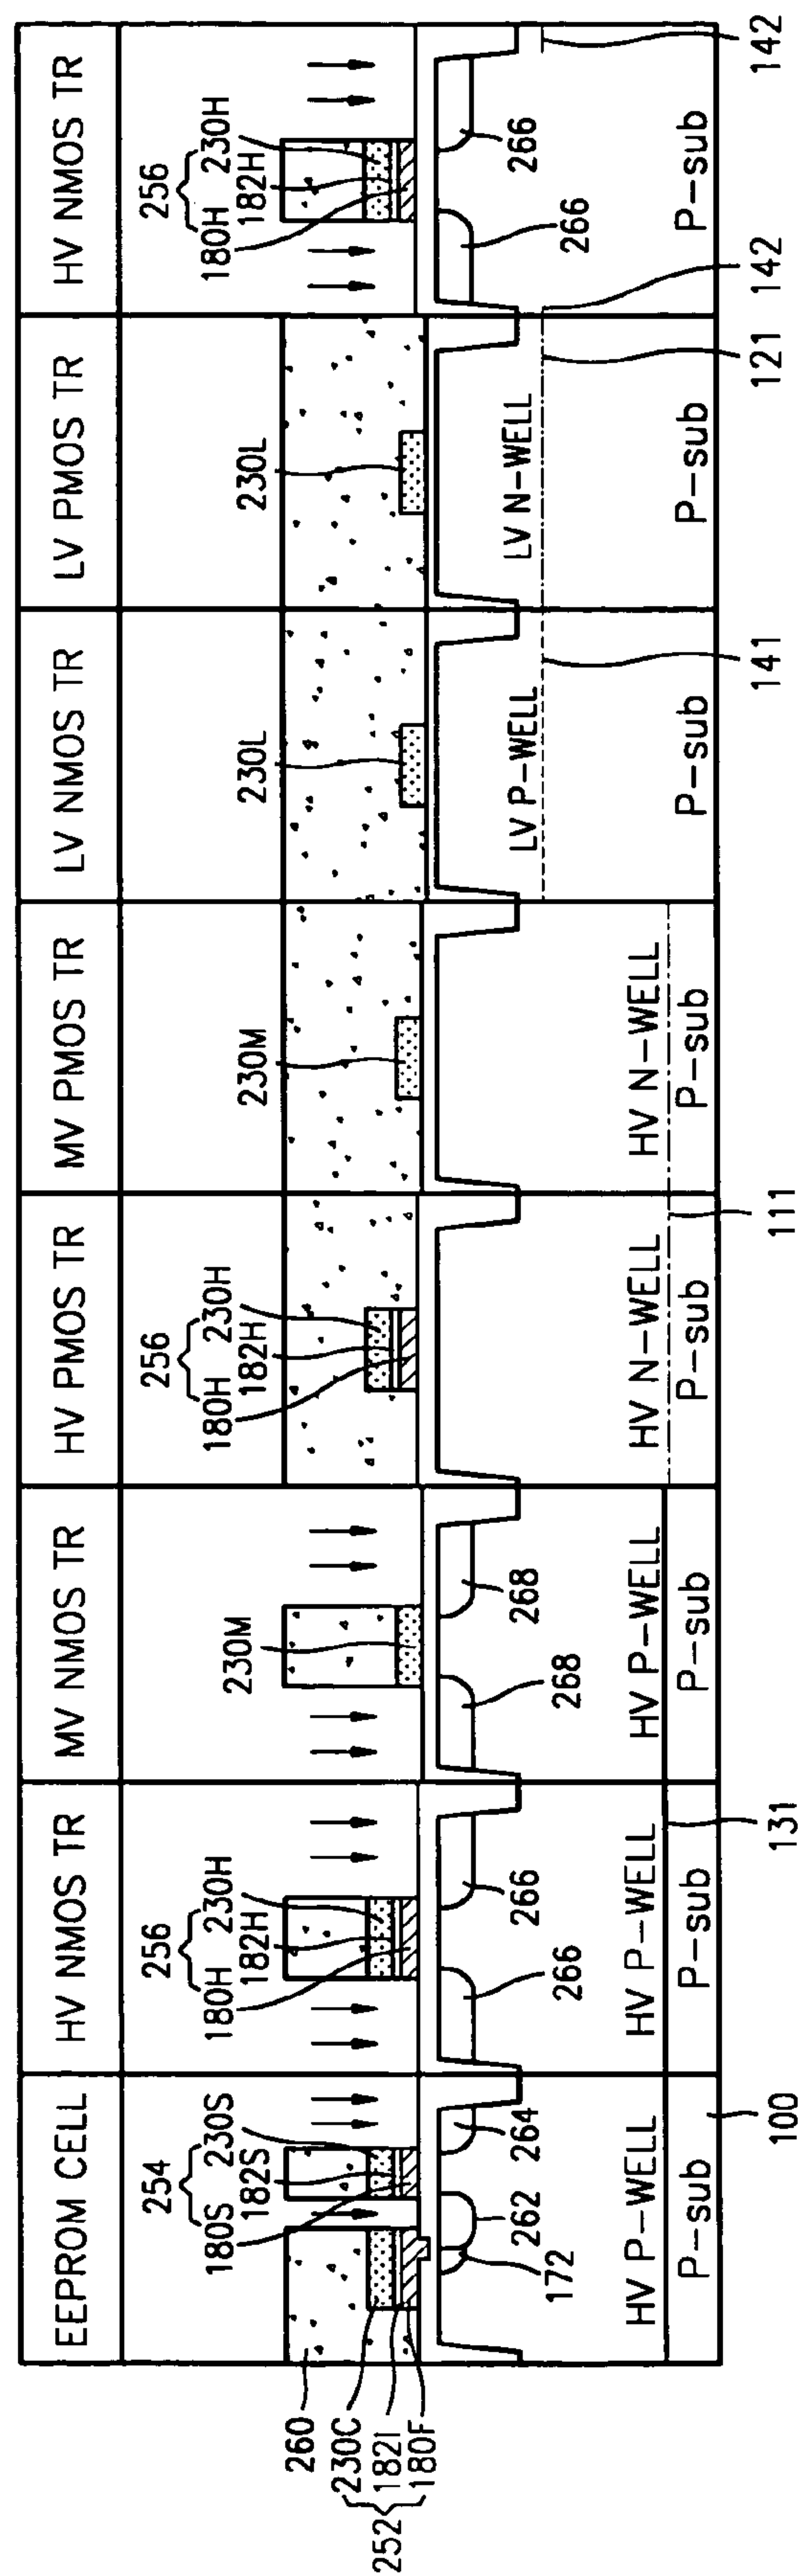 EEPROM CELL
HV NMOS TR
MV NMOS TR
HV PMOS TR
MV PMOS TR
LV NMOS TR
LV PMOS TR
HV NMOS TR
254
180S 230S
182S
256
180H 230H
182H
230M
256
180H 230H
182H
230M
230L
230L
256
180H 230H
182H
260
230C
182I
180F
252
172
262
264
266
266
268
268
266
266
HV P-WELL
HV P-WELL
HV P-WELL
HV N-WELL
HV N-WELL
LV P-WELL
LV N-WELL
P-sub
P-sub
P-sub
P-sub
P-sub
P-sub
P-sub
P-sub
100
131
111
141
121
142
142